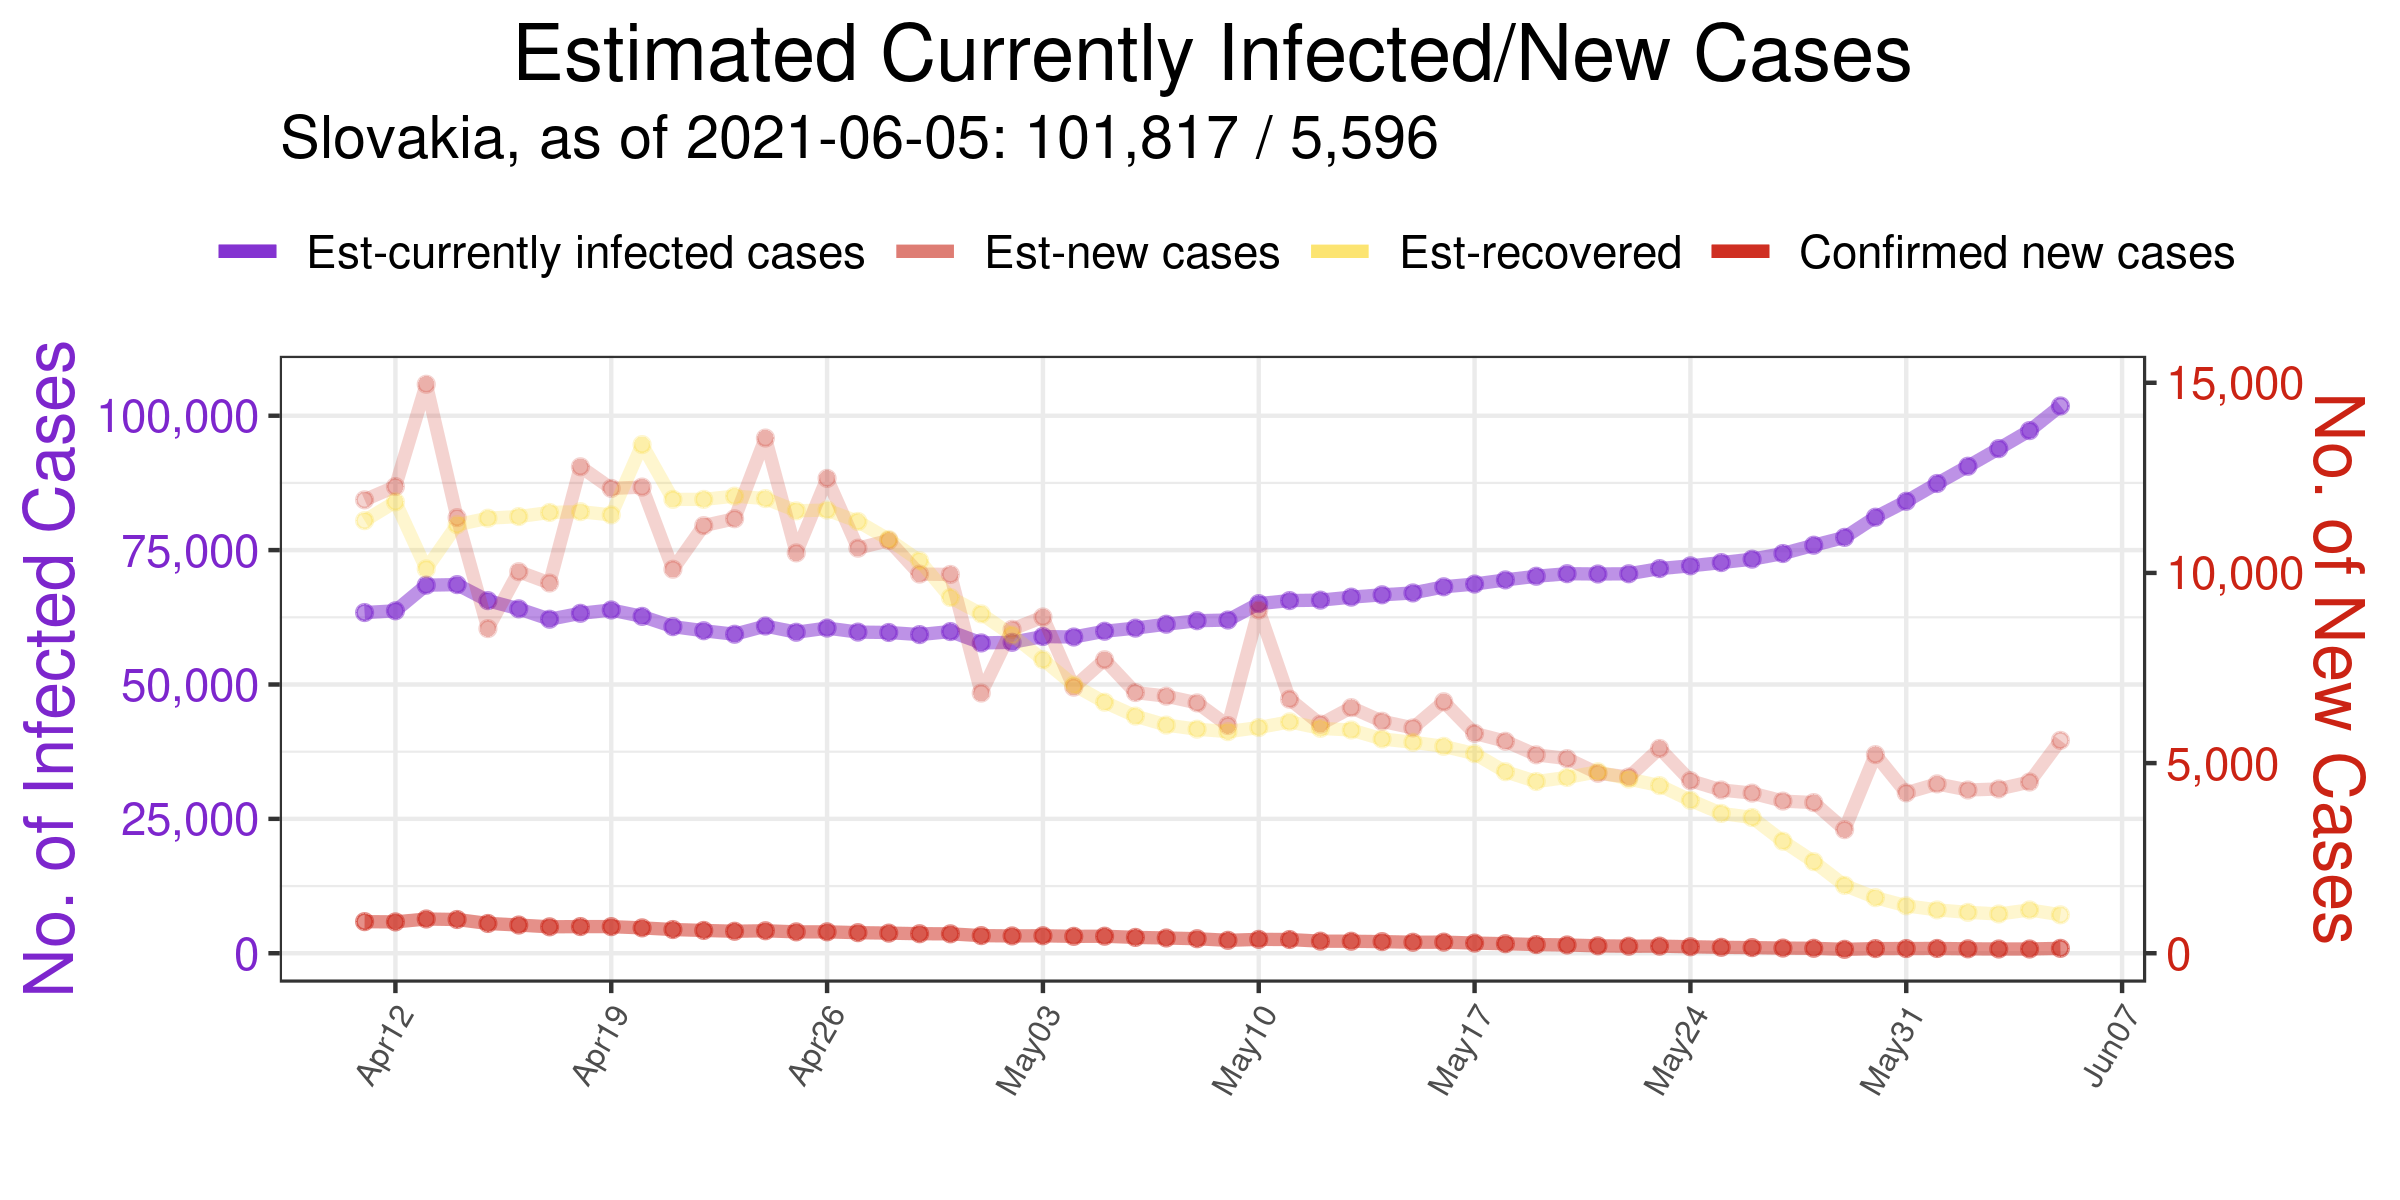 Estimated Currently Infected/New Cases
Slovakia, as of 2021-06-05: 101,817 / 5,596
Est-currently infected cases Est-new cases Est-recovered Confirmed new cases
No. of Infected Cases
100,000
75,000
50,000
25,000
0
15,000
10,000
5,000
0
No. of New Cases
Apr12 Apr19 Apr26 May03 May10 May17 May24 May31 Jun07